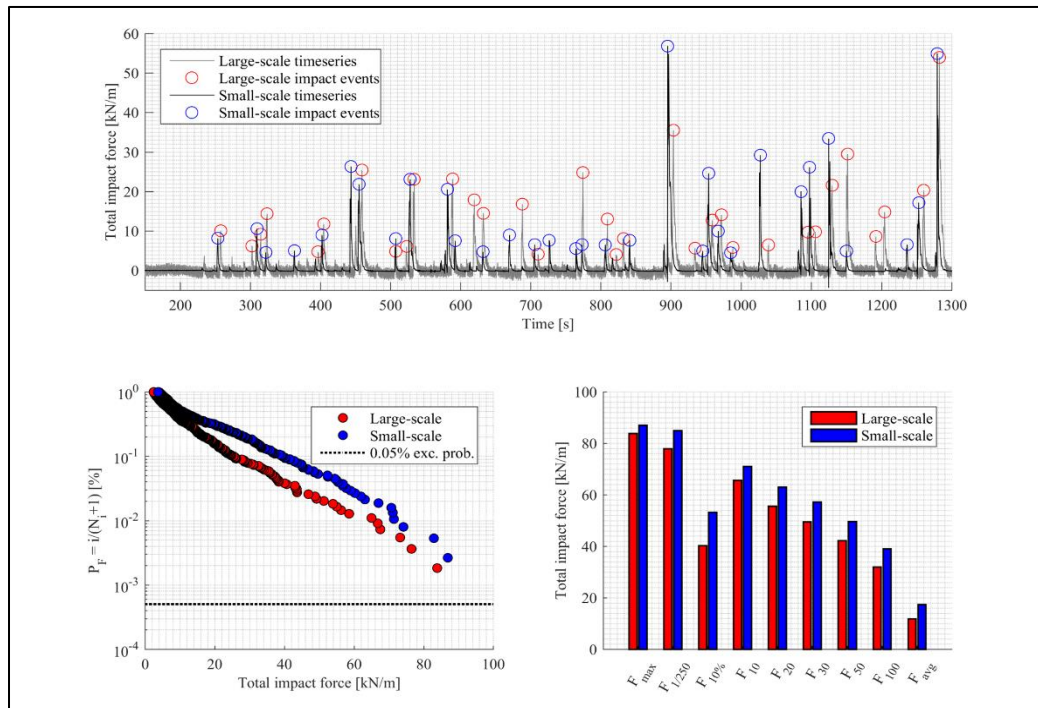 60
50
40
30
20
10
0
Total impact force [kN/m]
Large-scale timeseries
Large-scale impact events
Small-scale timeseries
Small-scale impact events
200 300 400 500 600 700 800 900 1000 1100 1200 1300
Time [s]
10^0
10^-1
10^-2
10^-3
10^-4
P_F = i/(N_i+1) [%]
Large-scale
Small-scale
0.05% exc. prob.
0 20 40 60 80 100
Total impact force [kN/m]
100
80
60
40
20
0
Total impact force [kN/m]
Large-scale
Small-scale
F_max F_1/250 F_10% F_10 F_20 F_30 F_50 F_100 F_avg